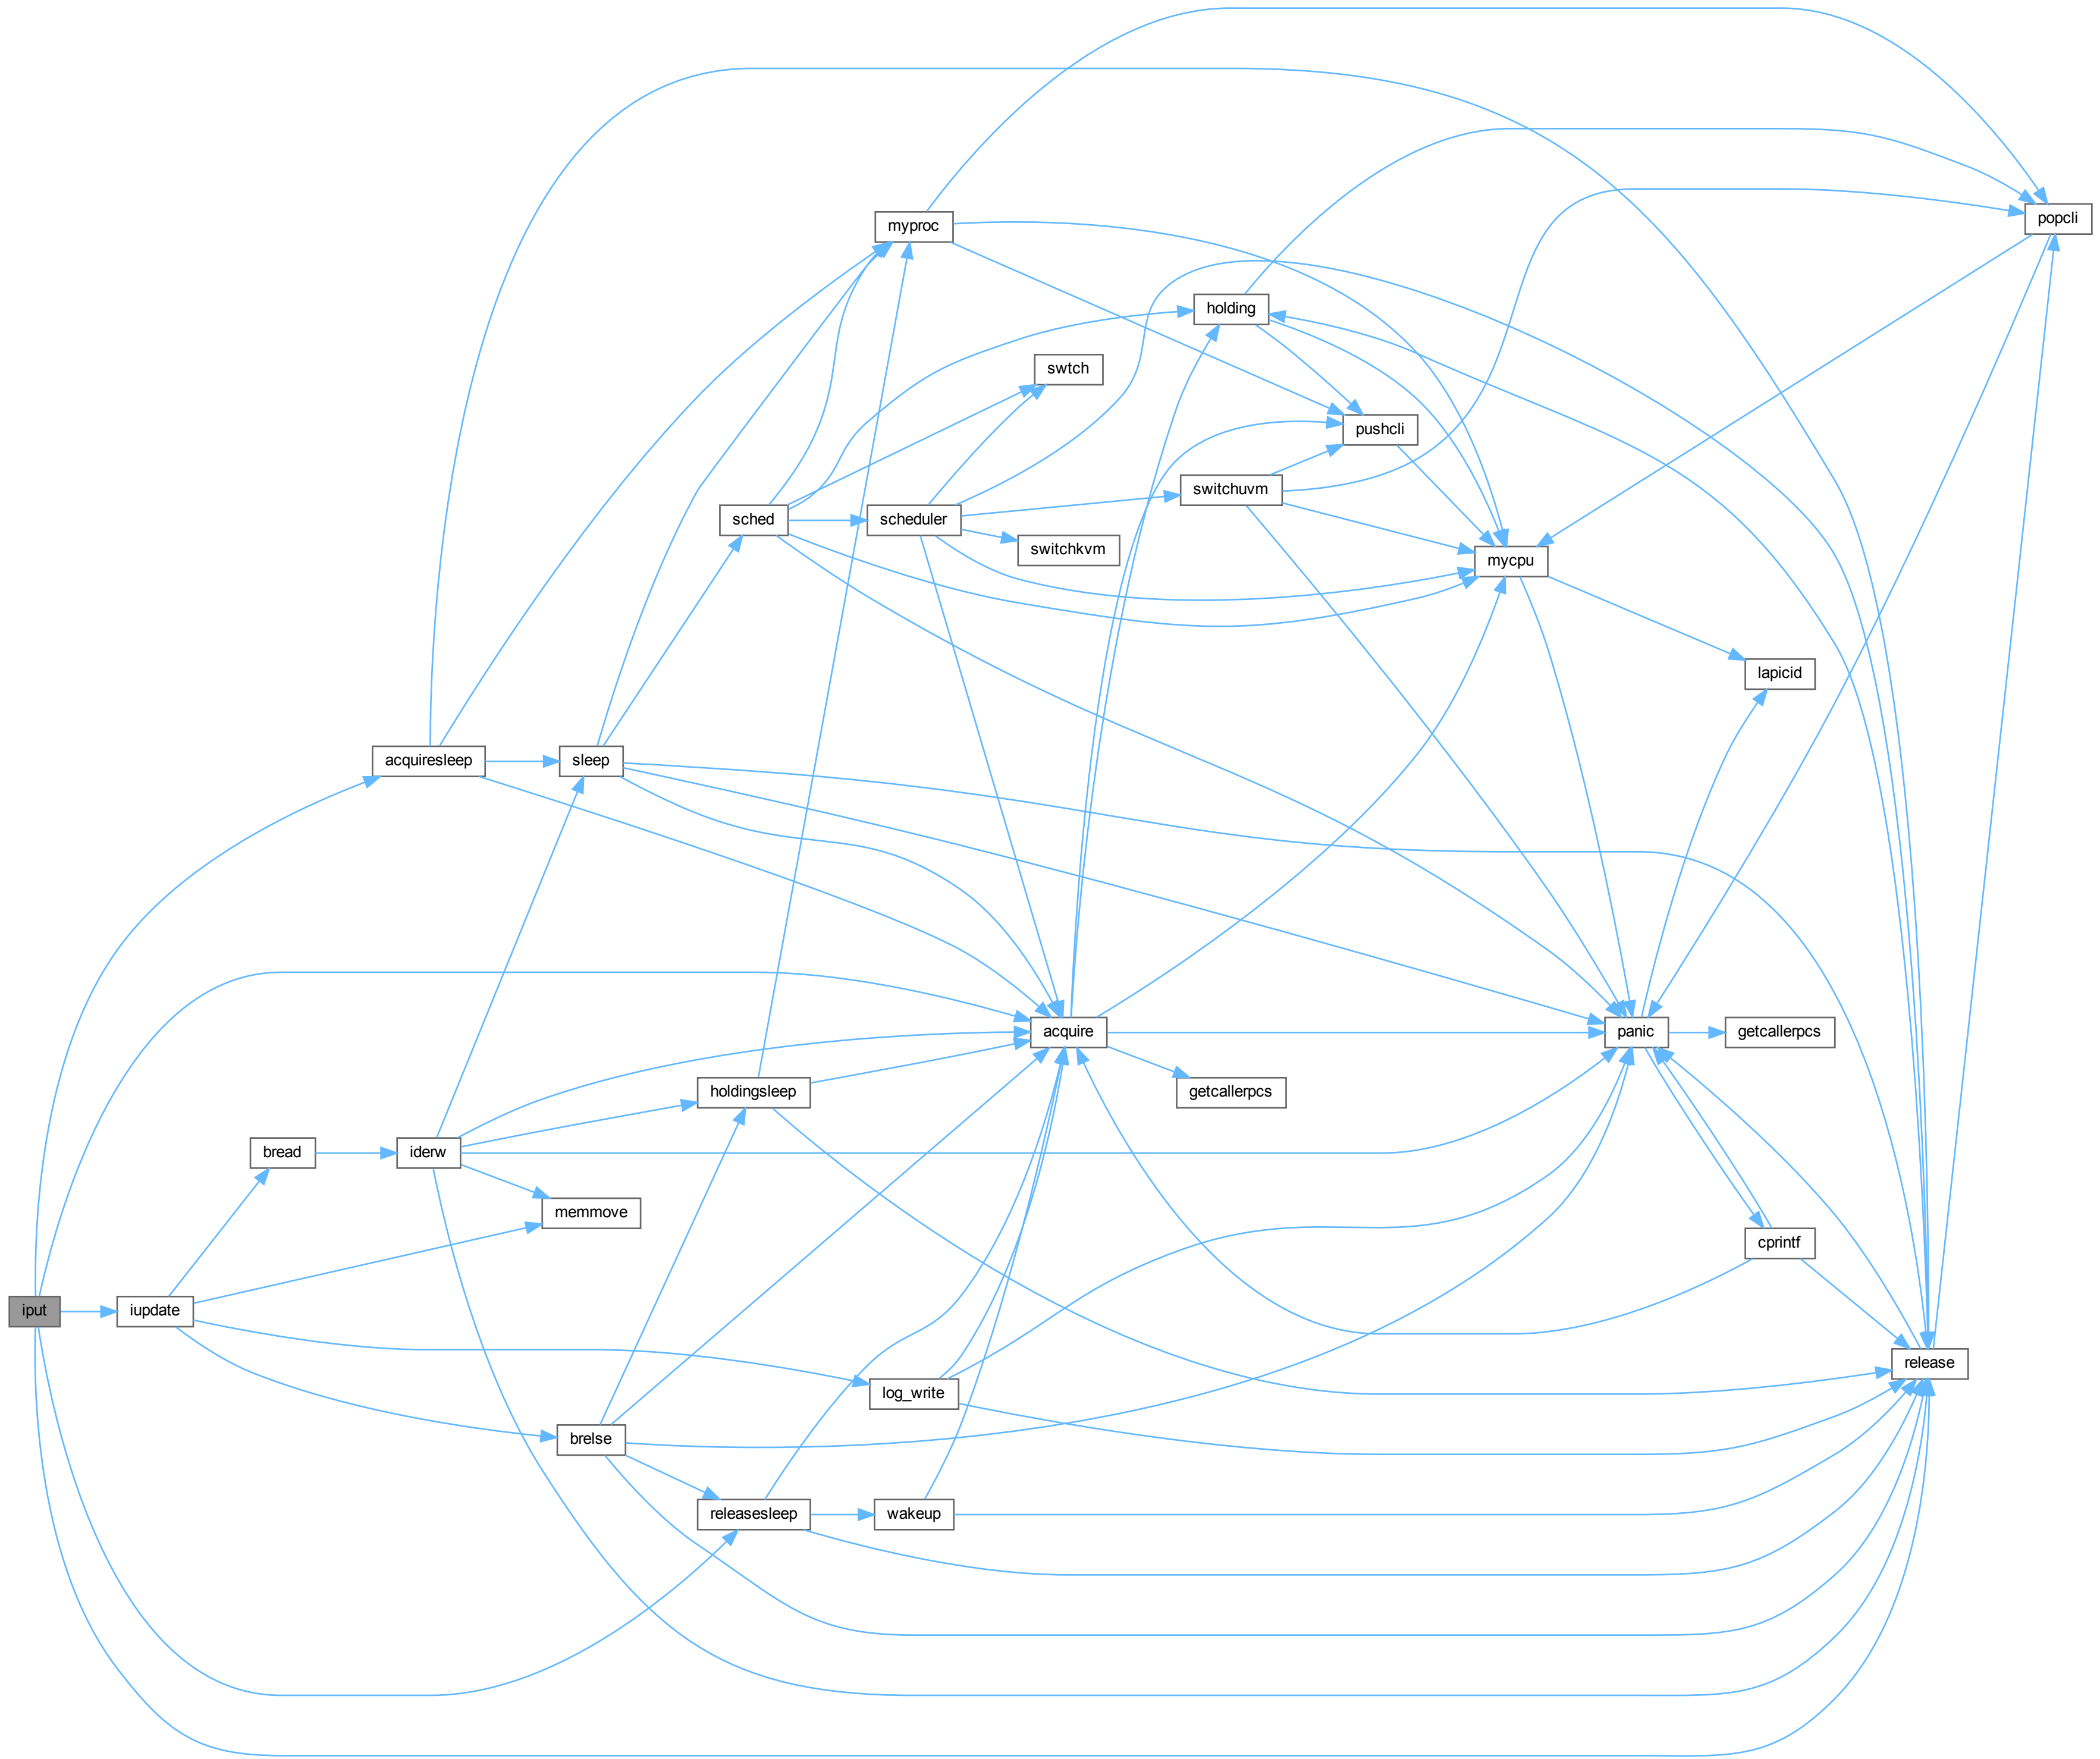 popcli
myproc
holding
swtch
pushcli
switchuvm
sched
scheduler
switchkvm
mycpu
lapicid
acquiresleep
sleep
acquire
panic
getcallerpcs
holdingsleep
getcallerpcs
bread
iderw
memmove
cprintf
iput
iupdate
release
log_write
brelse
releasesleep
wakeup